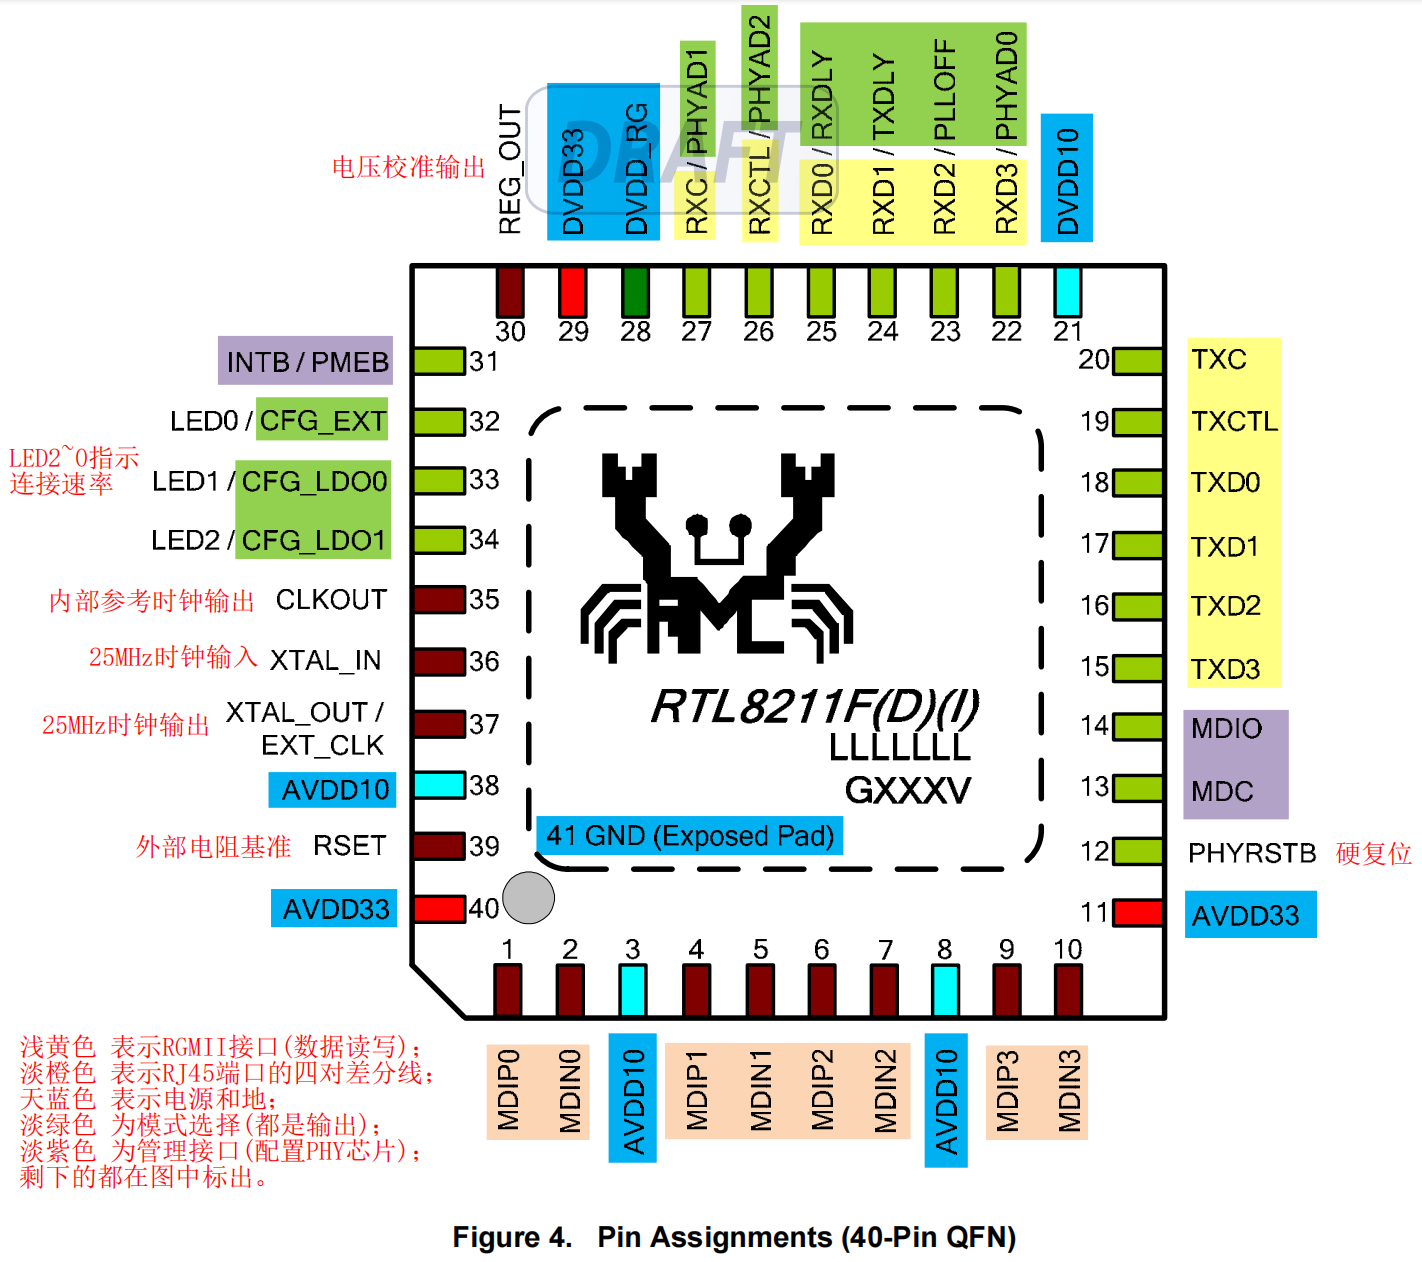 电压校准输出
REG_OUT
DVDD33
DVDD_RG
RXC / PHYAD1
RXCTL / PHYAD2
RXD0 / RXDLY
RXD1 / TXDLY
RXD2 / PLLOFF
RXD3 / PHYAD0
DVDD10
DRAFT
30 29 28 27 26 25 24 23 22 21
INTB / PMEB 31
LED0 / CFG_EXT 32
LED2~0指示
连接速率
LED1 / CFG_LDO0 33
LED2 / CFG_LDO1 34
内部参考时钟输出 CLKOUT 35
25MHz时钟输入 XTAL_IN 36
25MHz时钟输出 XTAL_OUT / 37
EXT_CLK
AVDD10 38
外部电阻基准 RSET 39
AVDD33 40
RTL8211F(D)(I)
LLLLLLL
GXXXV
41 GND (Exposed Pad)
20 TXC
19 TXCTL
18 TXD0
17 TXD1
16 TXD2
15 TXD3
14 MDIO
13 MDC
12 PHYRSTB 硬复位
11 AVDD33
1 2 3 4 5 6 7 8 9 10
MDIP0
MDIN0
AVDD10
MDIP1
MDIN1
MDIP2
MDIN2
AVDD10
MDIP3
MDIN3
浅黄色 表示RGMII接口(数据读写);
淡橙色 表示RJ45端口的四对差分线;
天蓝色 表示电源和地;
淡绿色 为模式选择(都是输出);
淡紫色 为管理接口(配置PHY芯片);
剩下的都在图中标出。
Figure 4. Pin Assignments (40-Pin QFN)